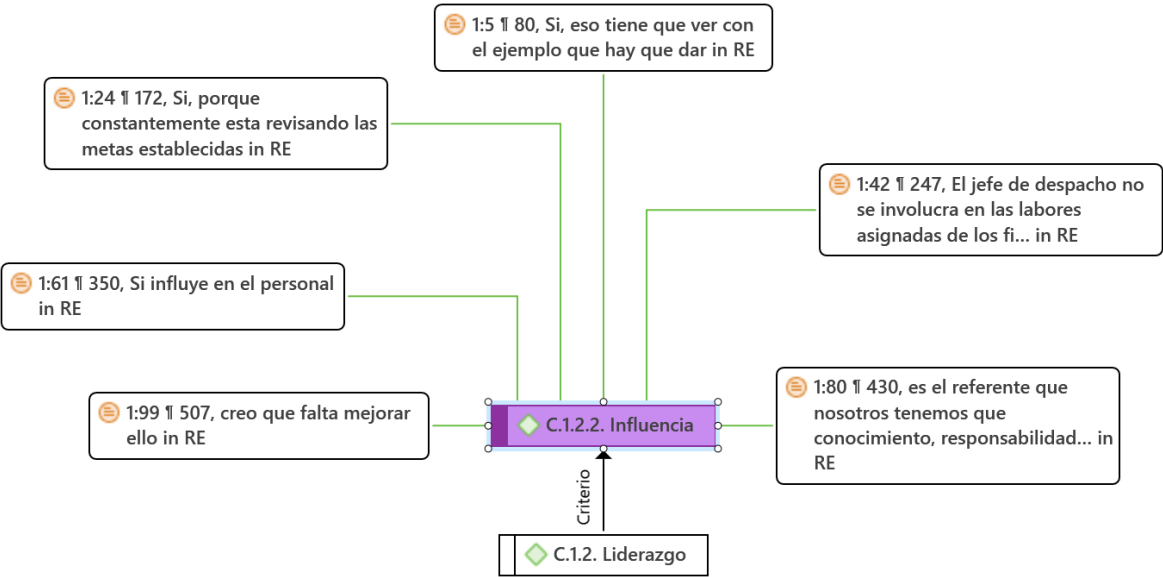 1:5 ¶ 80, Si, eso tiene que ver con
el ejemplo que hay que dar in RE
1:24 ¶ 172, Si, porque
constantemente esta revisando las
metas establecidas in RE
1:42 ¶ 247, El jefe de despacho no
se involucra en las labores
asignadas de los fi... in RE
1:61 ¶ 350, Si influye en el personal
in RE
1:80 ¶ 430, es el referente que
nosotros tenemos que
conocimiento, responsabilidad... in
RE
1:99 ¶ 507, creo que falta mejorar
ello in RE
C.1.2.2. Influencia
Criterio
C.1.2. Liderazgo